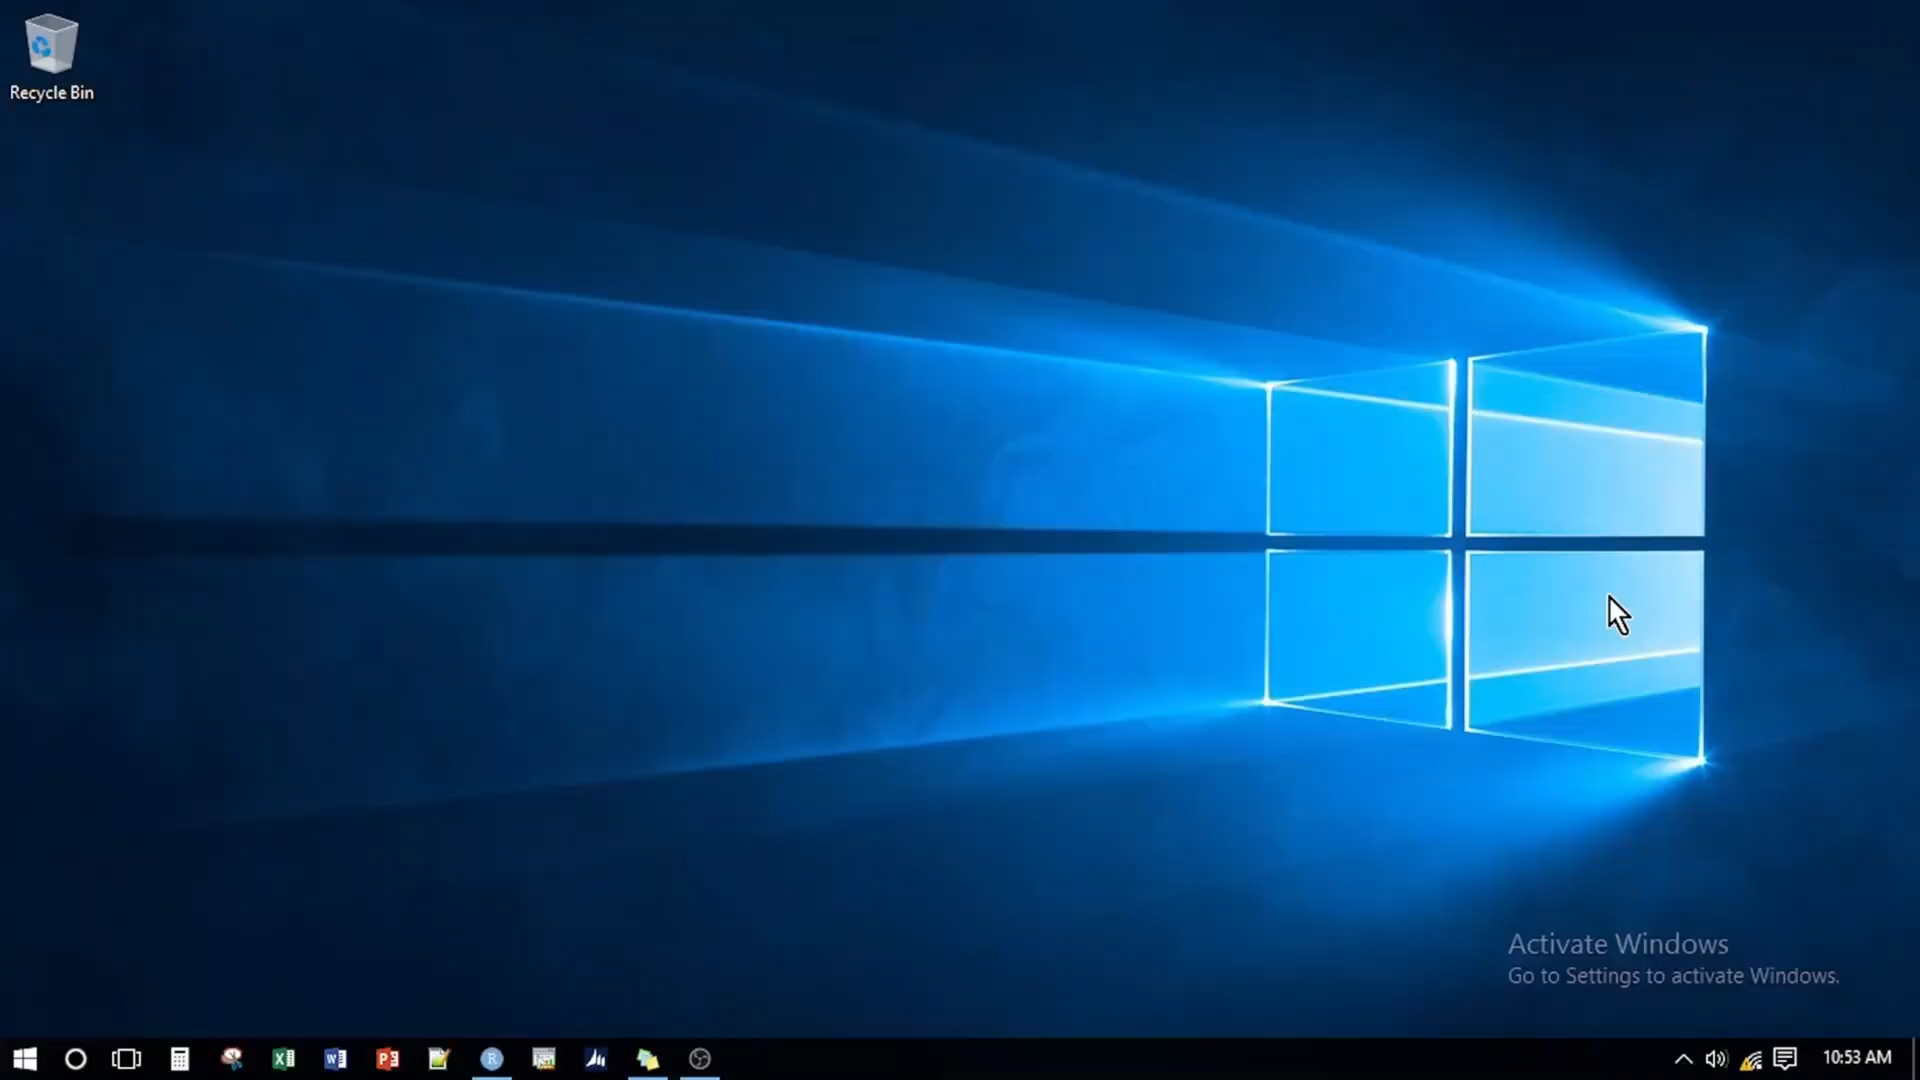 Recycle Bin
Activate Windows
Go to Settings to activate Windows.
10:53 AM